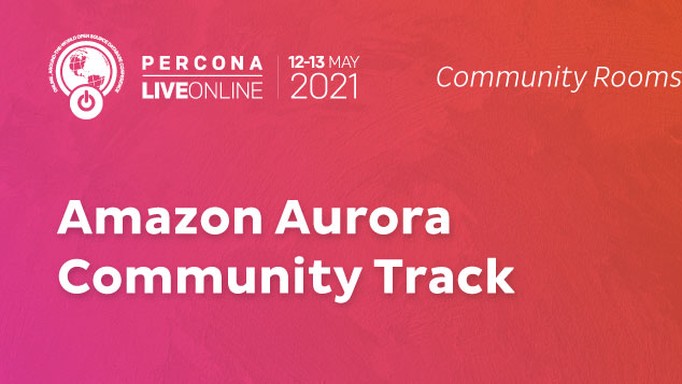 PERCONA
LIVEONLINE
12-13 MAY
2021
Community Rooms
Amazon Aurora
Community Track